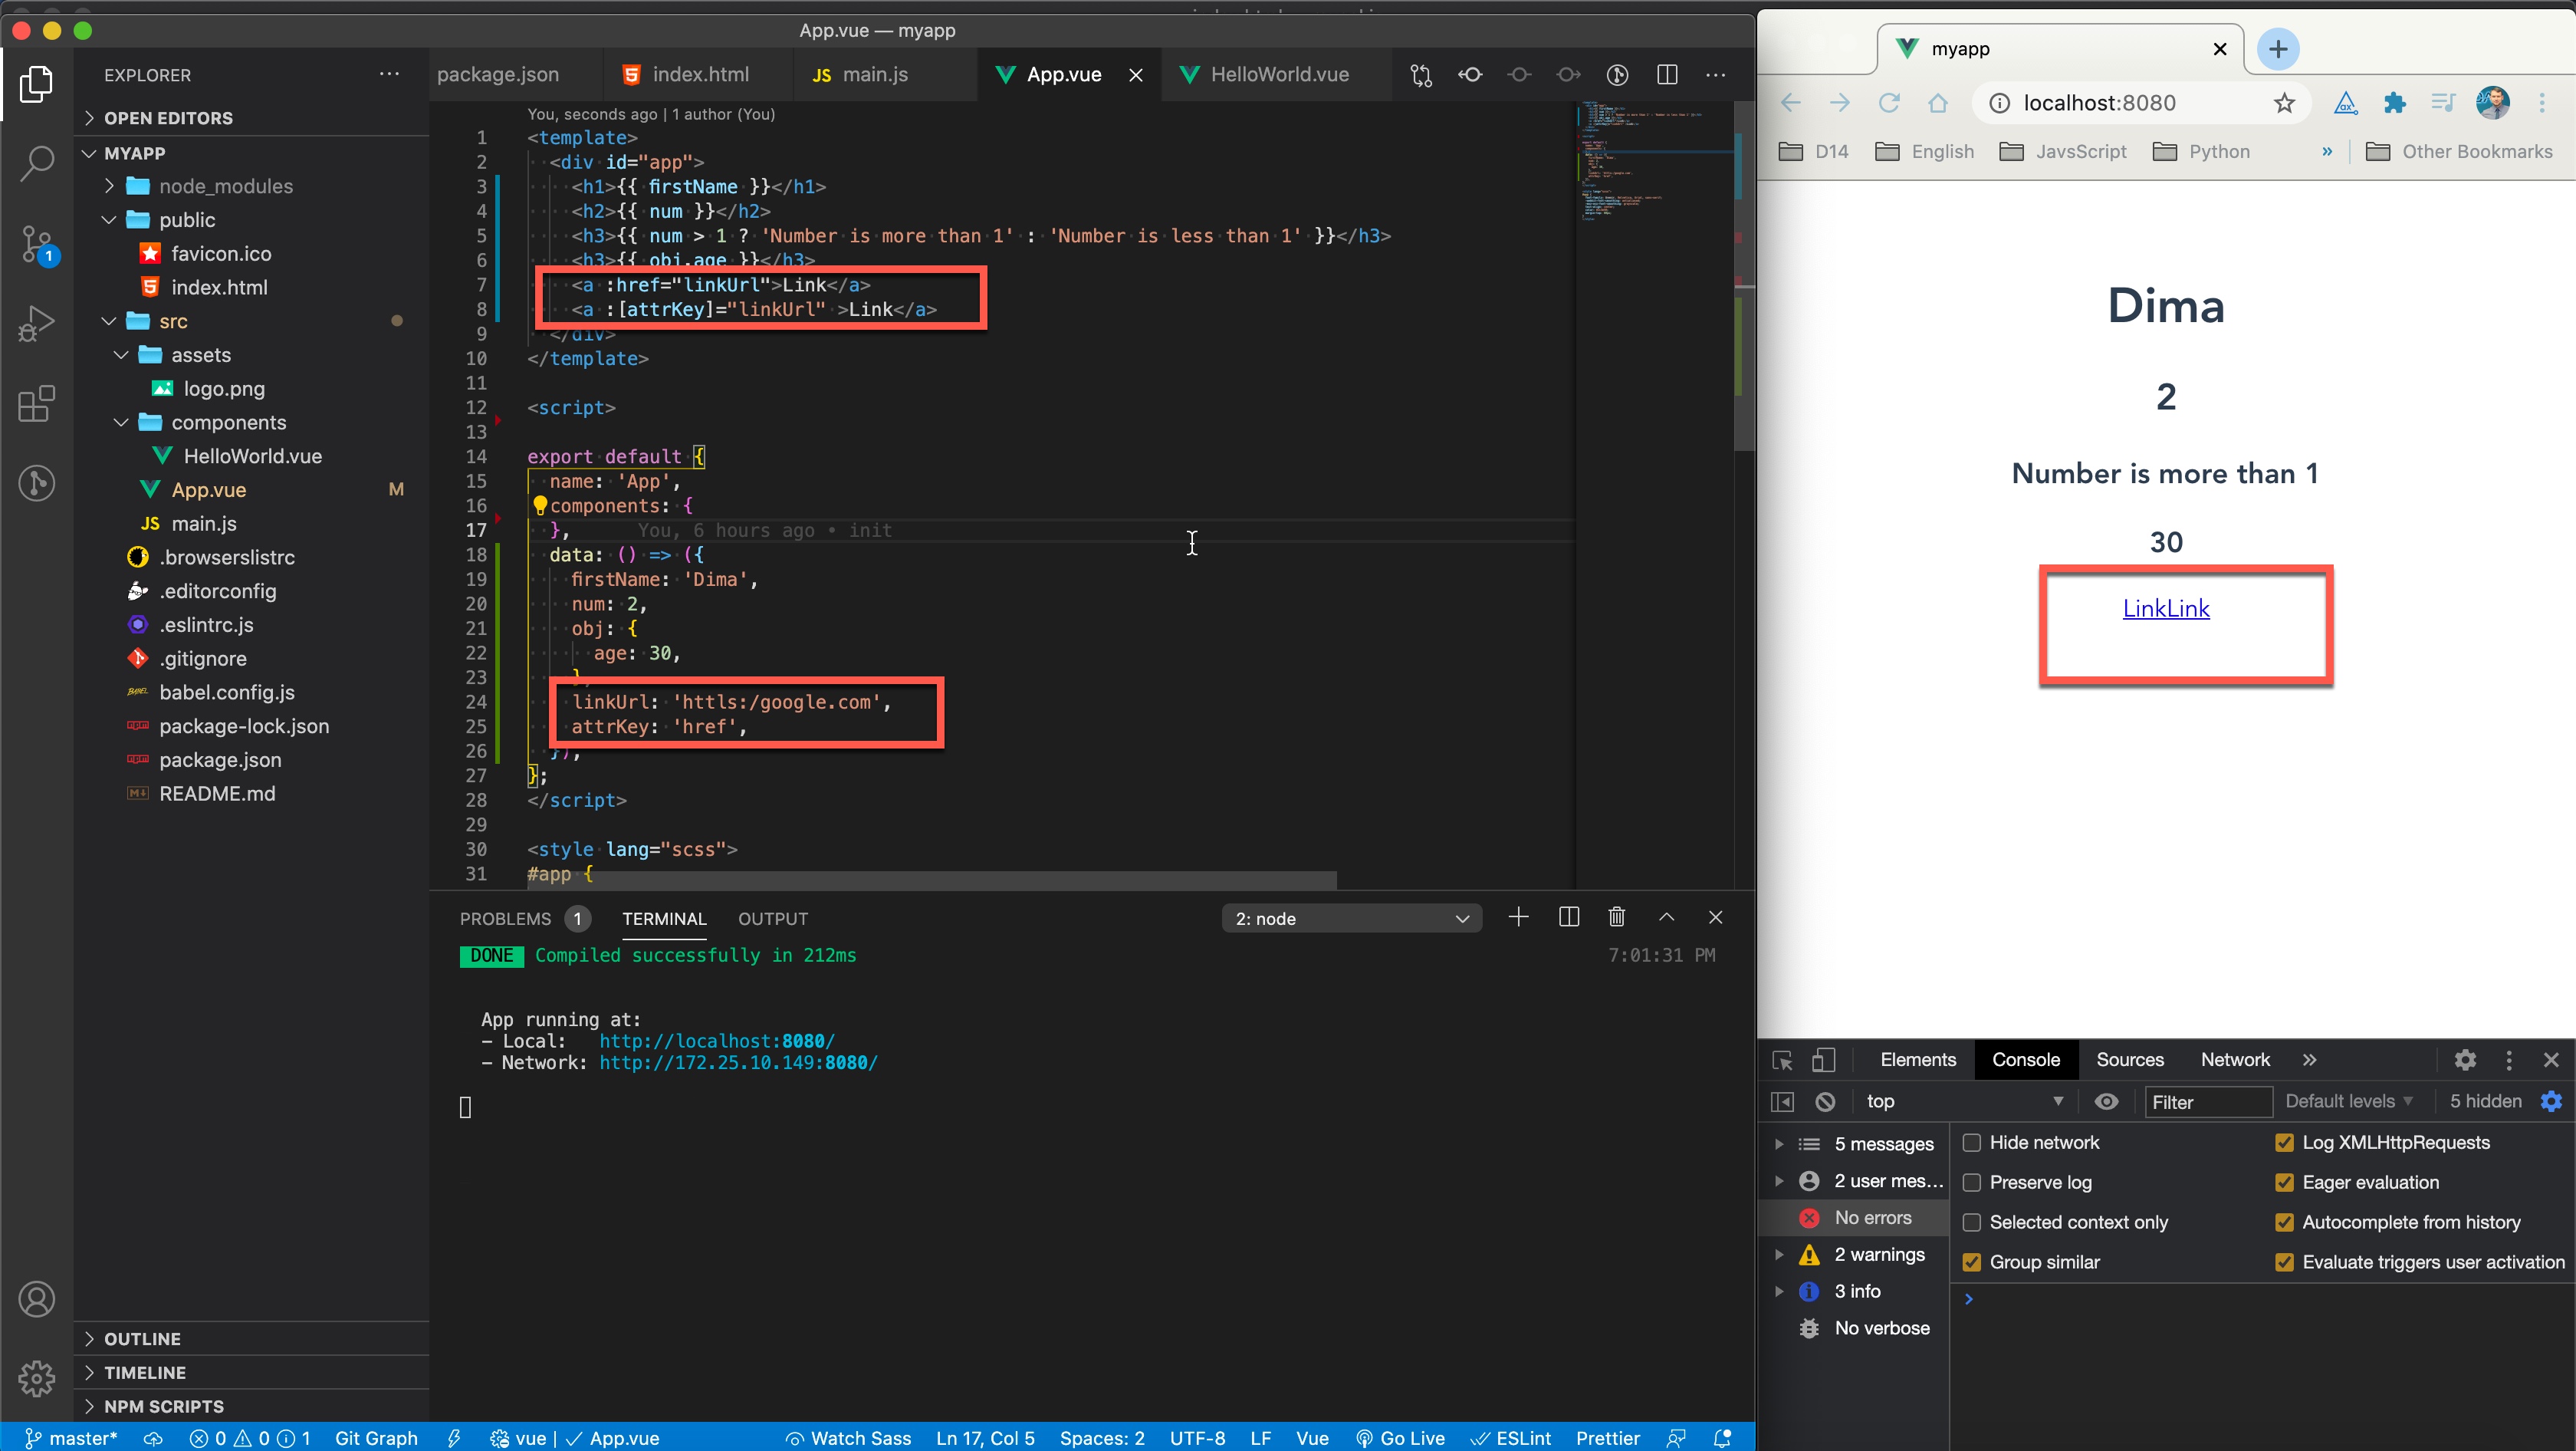 App.vue — myapp
EXPLORER
OPEN EDITORS
MYAPP
node_modules
public
favicon.ico
index.html
src
assets
logo.png
components
HelloWorld.vue
App.vue M
JS main.js
.browserslistrc
.editorconfig
.eslintrc.js
.gitignore
babel.config.js
package-lock.json
package.json
README.md
OUTLINE
TIMELINE
NPM SCRIPTS
1
package.json
index.html
JS main.js
App.vue
HelloWorld.vue
You, seconds ago | 1 author (You)
1 <template>
2 <div id="app">
3 <h1>{{ firstName }}</h1>
4 <h2>{{ num }}</h2>
5 <h3>{{ num > 1 ? 'Number is more than 1' : 'Number is less than 1' }}</h3>
6 <h3>{{ obj.age }}</h3>
7 <a :href="linkUrl">Link</a>
8 <a :[attrKey]="linkUrl" >Link</a>
9 </div>
10 </template>
11
12 <script>
13
14 export default {
15 name: 'App',
16 components: {
17 }, You, 6 hours ago • init
18 data: () => ({
19 firstName: 'Dima',
20 num: 2,
21 obj: {
22 age: 30,
23 }
24 linkUrl: 'httls:/google.com',
25 attrKey: 'href',
26 }),
27 };
28 </script>
29
30 <style lang="scss">
31 #app {
PROBLEMS 1 TERMINAL OUTPUT 2: node
DONE Compiled successfully in 212ms 7:01:31 PM
App running at:
- Local: http://localhost:8080/
- Network: http://172.25.10.149:8080/
master* 0 0 1 Git Graph vue | App.vue Watch Sass Ln 17, Col 5 Spaces: 2 UTF-8 LF Vue Go Live ESLint Prettier
myapp
localhost:8080
D14 English JavsScript Python » Other Bookmarks
Dima
2
Number is more than 1
30
LinkLink
Elements Console Sources Network »
top Filter Default levels 5 hidden
5 messages
2 user mes...
No errors
2 warnings
3 info
No verbose
Hide network Log XMLHttpRequests
Preserve log Eager evaluation
Selected context only Autocomplete from history
Group similar Evaluate triggers user activation